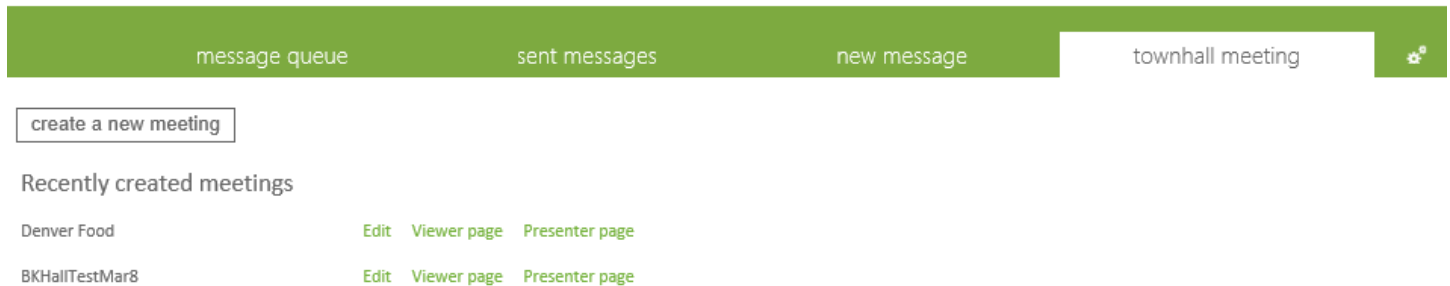 message queue sent messages new message townhall meeting
create a new meeting
Recently created meetings
Denver Food Edit Viewer page Presenter page
BKHallTestMar8 Edit Viewer page Presenter page